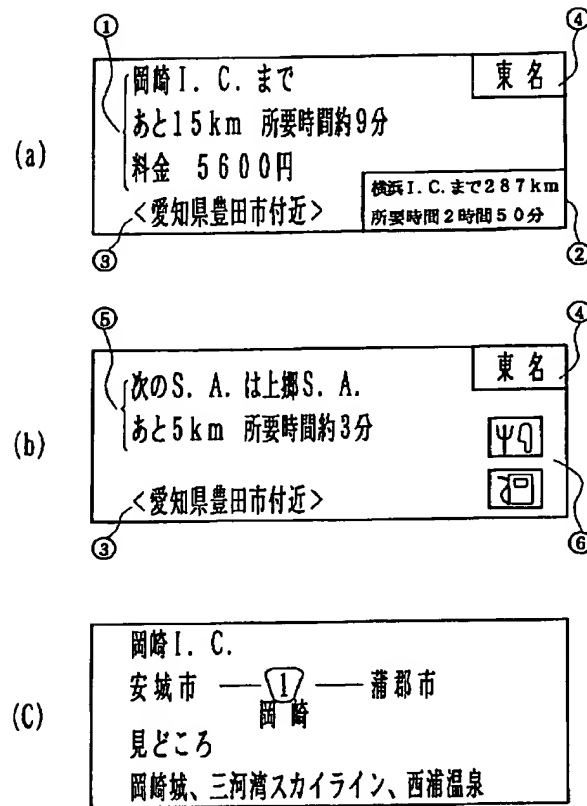 ① ④
岡崎I. C. まで 東名
あと15km 所要時間約9分
(a)
料金 5600円
横浜I. C. まで287km
<愛知県豊田市付近> 所要時間2時間50分
③ ②
⑤ ④
次のS. A. は上郷S. A. 東名
あと5km 所要時間約3分
(b)
<愛知県豊田市付近>
③ ⑥
岡崎I. C.
安城市 1 蒲郡市
岡崎
(C)
見どころ
岡崎城、三河湾スカイライン、西浦温泉